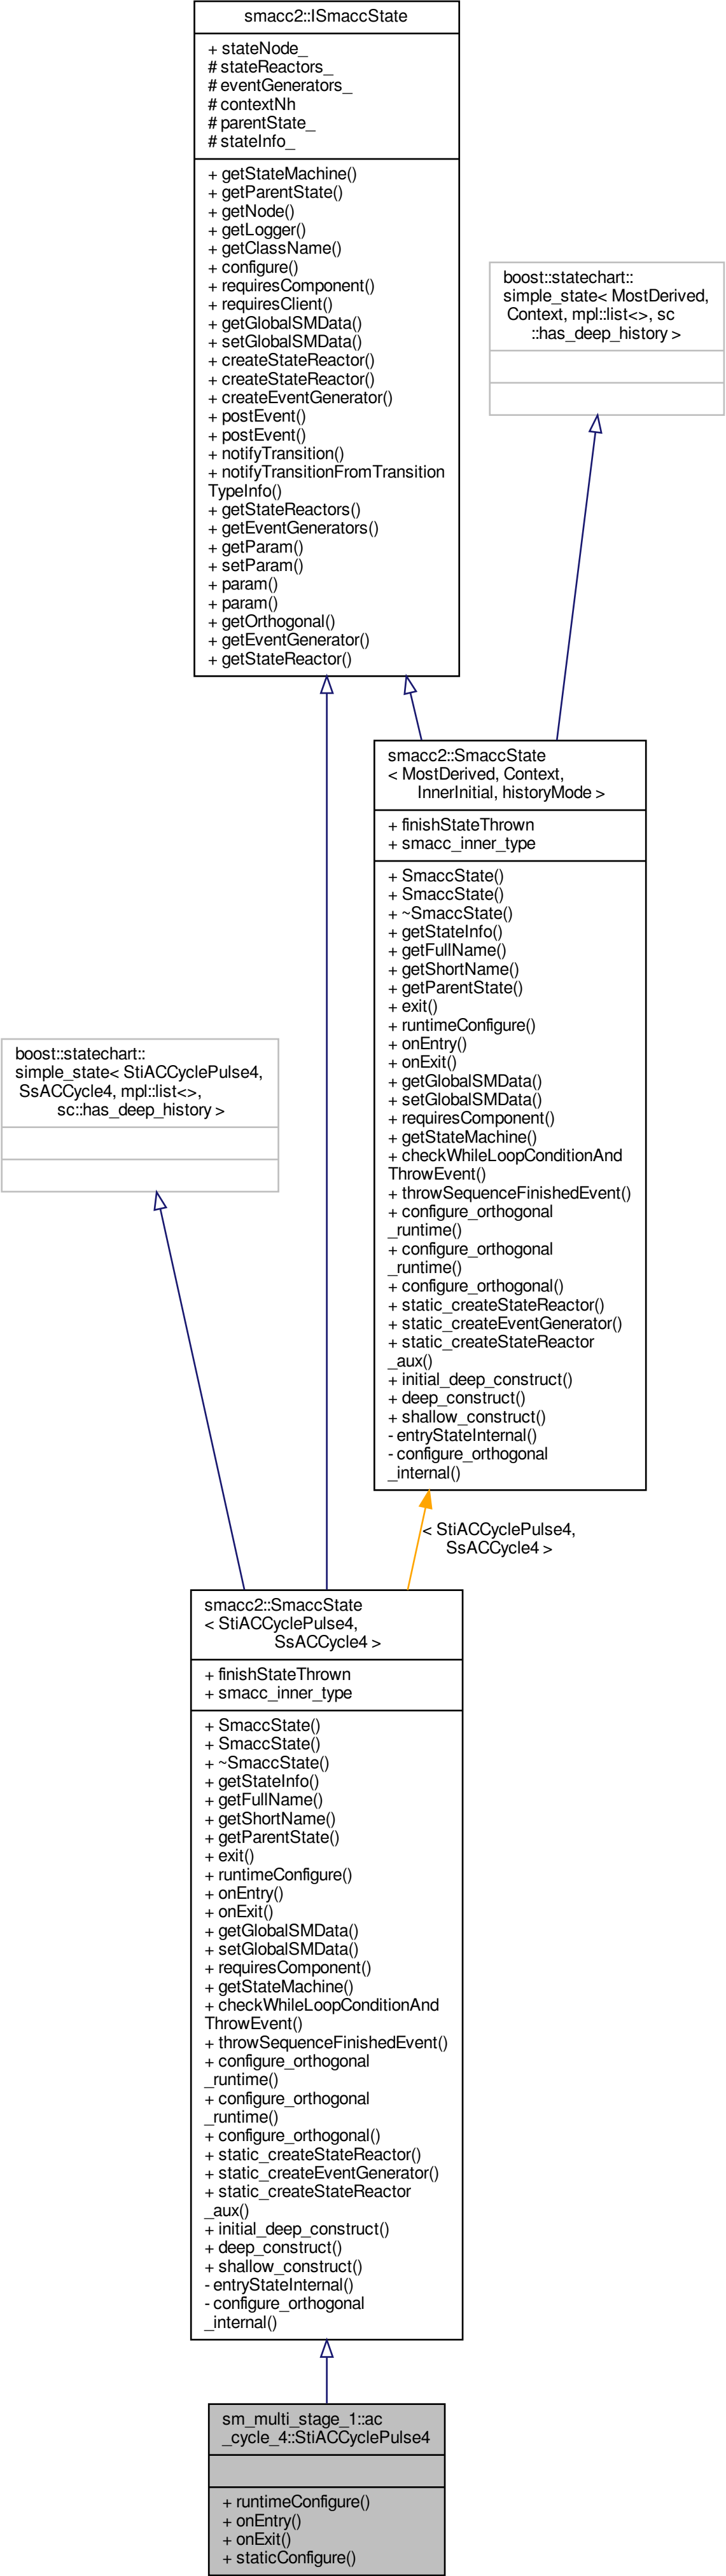 smacc2::ISmaccState
+ stateNode_
# stateReactors_
# eventGenerators_
# contextNh
# parentState_
# stateInfo_
+ getStateMachine()
+ getParentState()
+ getNode()
+ getLogger()
+ getClassName()
+ configure()
+ requiresComponent()
+ requiresClient()
+ getGlobalSMData()
+ setGlobalSMData()
+ createStateReactor()
+ createStateReactor()
+ createEventGenerator()
+ postEvent()
+ postEvent()
+ notifyTransition()
+ notifyTransitionFromTransition
TypeInfo()
+ getStateReactors()
+ getEventGenerators()
+ getParam()
+ setParam()
+ param()
+ param()
+ getOrthogonal()
+ getEventGenerator()
+ getStateReactor()
boost::statechart::
simple_state< MostDerived,
Context, mpl::list<>, sc
::has_deep_history >
smacc2::SmaccState
< MostDerived, Context,
InnerInitial, historyMode >
+ finishStateThrown
+ smacc_inner_type
+ SmaccState()
+ SmaccState()
+ ~SmaccState()
+ getStateInfo()
+ getFullName()
+ getShortName()
+ getParentState()
+ exit()
+ runtimeConfigure()
+ onEntry()
+ onExit()
+ getGlobalSMData()
+ setGlobalSMData()
+ requiresComponent()
+ getStateMachine()
+ checkWhileLoopConditionAnd
ThrowEvent()
+ throwSequenceFinishedEvent()
+ configure_orthogonal
_runtime()
+ configure_orthogonal
_runtime()
+ configure_orthogonal()
+ static_createStateReactor()
+ static_createEventGenerator()
+ static_createStateReactor
_aux()
+ initial_deep_construct()
+ deep_construct()
+ shallow_construct()
- entryStateInternal()
- configure_orthogonal
_internal()
boost::statechart::
simple_state< StiACCyclePulse4,
SsACCycle4, mpl::list<>,
sc::has_deep_history >
< StiACCyclePulse4,
SsACCycle4 >
smacc2::SmaccState
< StiACCyclePulse4,
SsACCycle4 >
+ finishStateThrown
+ smacc_inner_type
+ SmaccState()
+ SmaccState()
+ ~SmaccState()
+ getStateInfo()
+ getFullName()
+ getShortName()
+ getParentState()
+ exit()
+ runtimeConfigure()
+ onEntry()
+ onExit()
+ getGlobalSMData()
+ setGlobalSMData()
+ requiresComponent()
+ getStateMachine()
+ checkWhileLoopConditionAnd
ThrowEvent()
+ throwSequenceFinishedEvent()
+ configure_orthogonal
_runtime()
+ configure_orthogonal
_runtime()
+ configure_orthogonal()
+ static_createStateReactor()
+ static_createEventGenerator()
+ static_createStateReactor
_aux()
+ initial_deep_construct()
+ deep_construct()
+ shallow_construct()
- entryStateInternal()
- configure_orthogonal
_internal()
sm_multi_stage_1::ac
_cycle_4::StiACCyclePulse4
+ runtimeConfigure()
+ onEntry()
+ onExit()
+ staticConfigure()